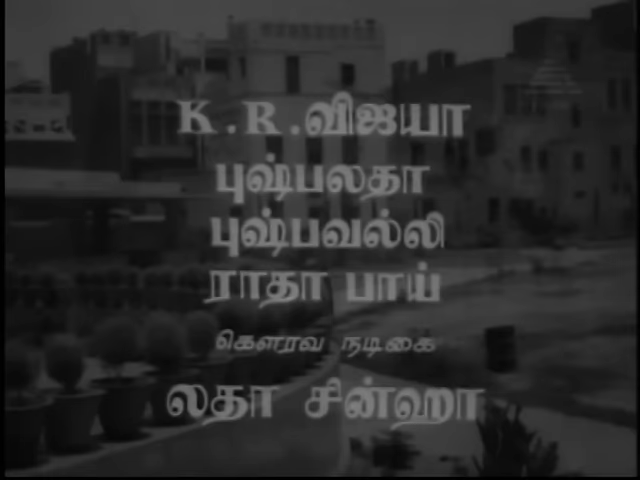 K.R.விஜயா
புஷ்பலதா
புஷ்பவல்லி
ராதா பாய்
கௌரவ நடிகை
லதா சின்ஹா